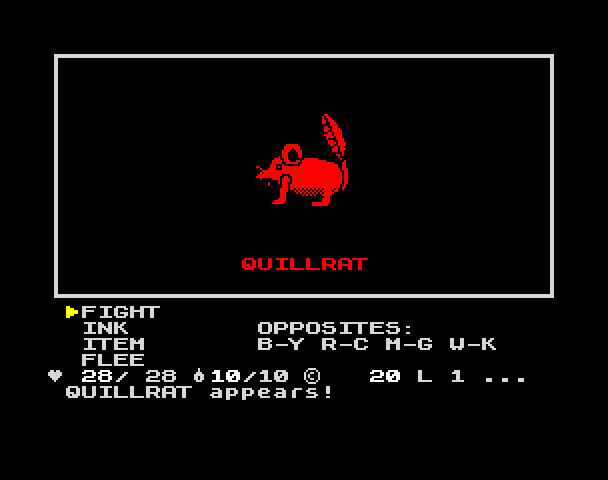 QUILLRAT
FIGHT
INK OPPOSITES:
ITEM B-Y R-C M-G W-K
FLEE
♥ 28/ 28 10/10 © 20 L 1 ...
QUILLRAT appears!